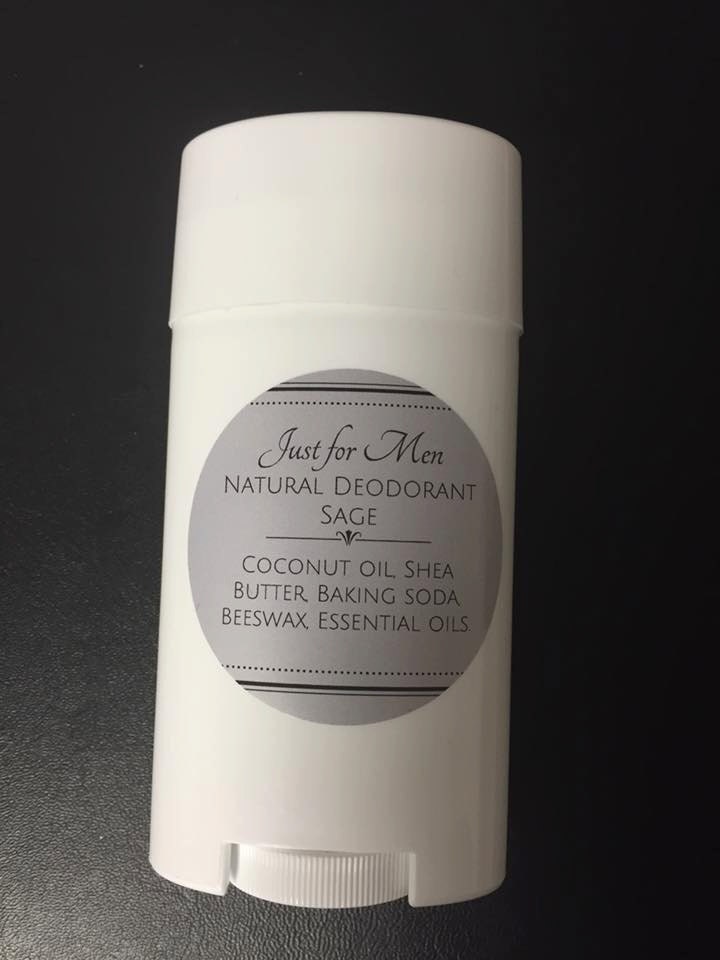 Just for Men
NATURAL DEODORANT
SAGE
COCONUT OIL, SHEA
BUTTER, BAKING SODA,
BEESWAX, ESSENTIAL OILS.